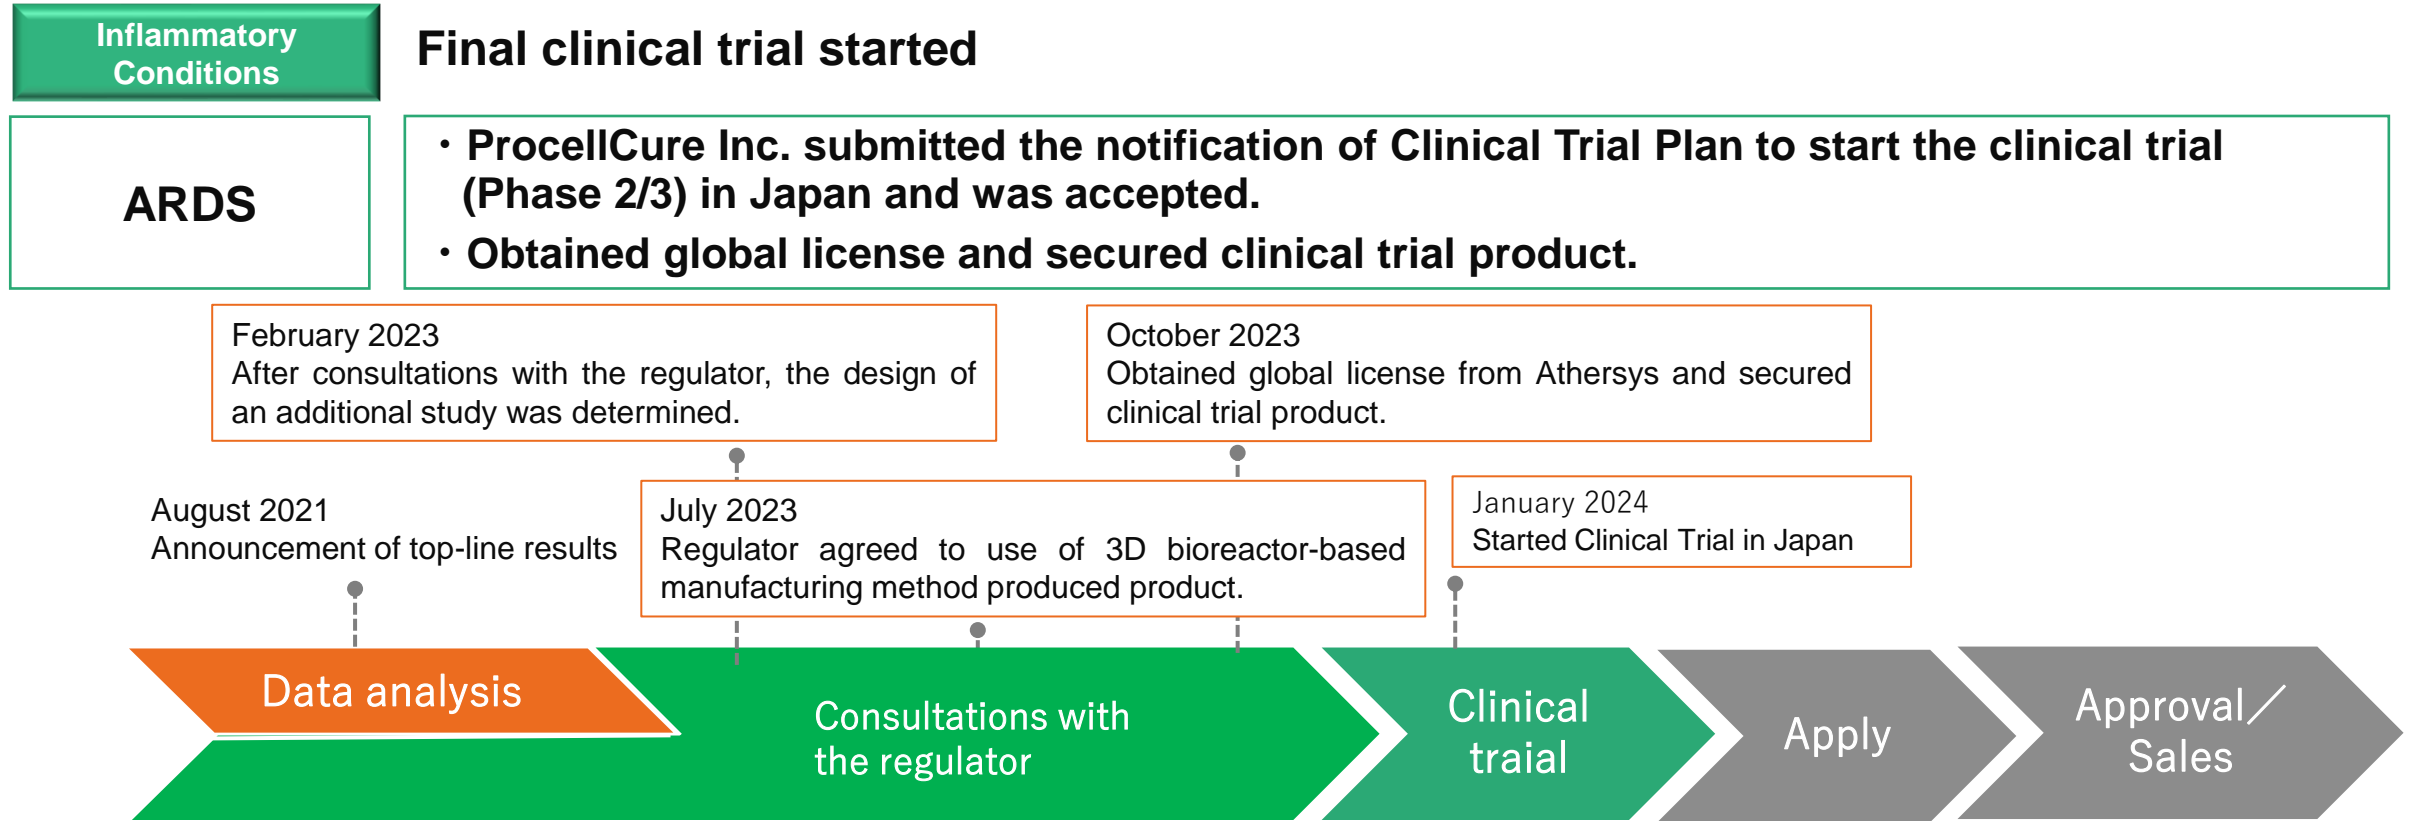 Inflammatory
Conditions
Final clinical trial started
ARDS
・ProcellCure Inc. submitted the notification of Clinical Trial Plan to start the clinical trial
(Phase 2/3) in Japan and was accepted.
・Obtained global license and secured clinical trial product.
February 2023
After consultations with the regulator, the design of
an additional study was determined.
October 2023
Obtained global license from Athersys and secured
clinical trial product.
August 2021
Announcement of top-line results
July 2023
Regulator agreed to use of 3D bioreactor-based
manufacturing method produced product.
January 2024
Started Clinical Trial in Japan
Data analysis
Consultations with
the regulator
Clinical
traial
Apply
Approval／
Sales